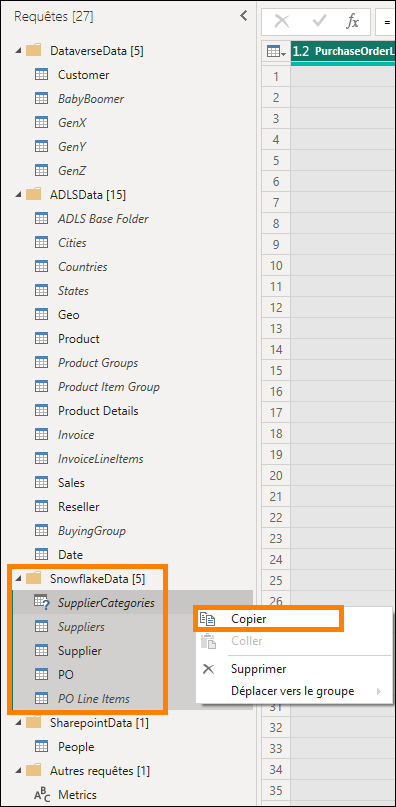 Requêtes [27]
DataverseData [5]
Customer
BabyBoomer
GenX
GenY
GenZ
ADLSData [15]
ADLS Base Folder
Cities
Countries
States
Geo
Product
Product Groups
Product Item Group
Product Details
Invoice
InvoiceLineItems
Sales
Reseller
BuyingGroup
Date
SnowflakeData [5]
SupplierCategories
Suppliers
Supplier
PO
PO Line Items
SharepointData [1]
People
Autres requêtes [1]
ABC Metrics
fx =
1.2 PurchaseOrderL
1
2
3
4
5
6
7
8
9
10
11
12
13
14
15
16
17
18
19
20
21
22
23
24
25
26
Copier
Coller
Supprimer
Déplacer vers le groupe
31
32
33
34
35